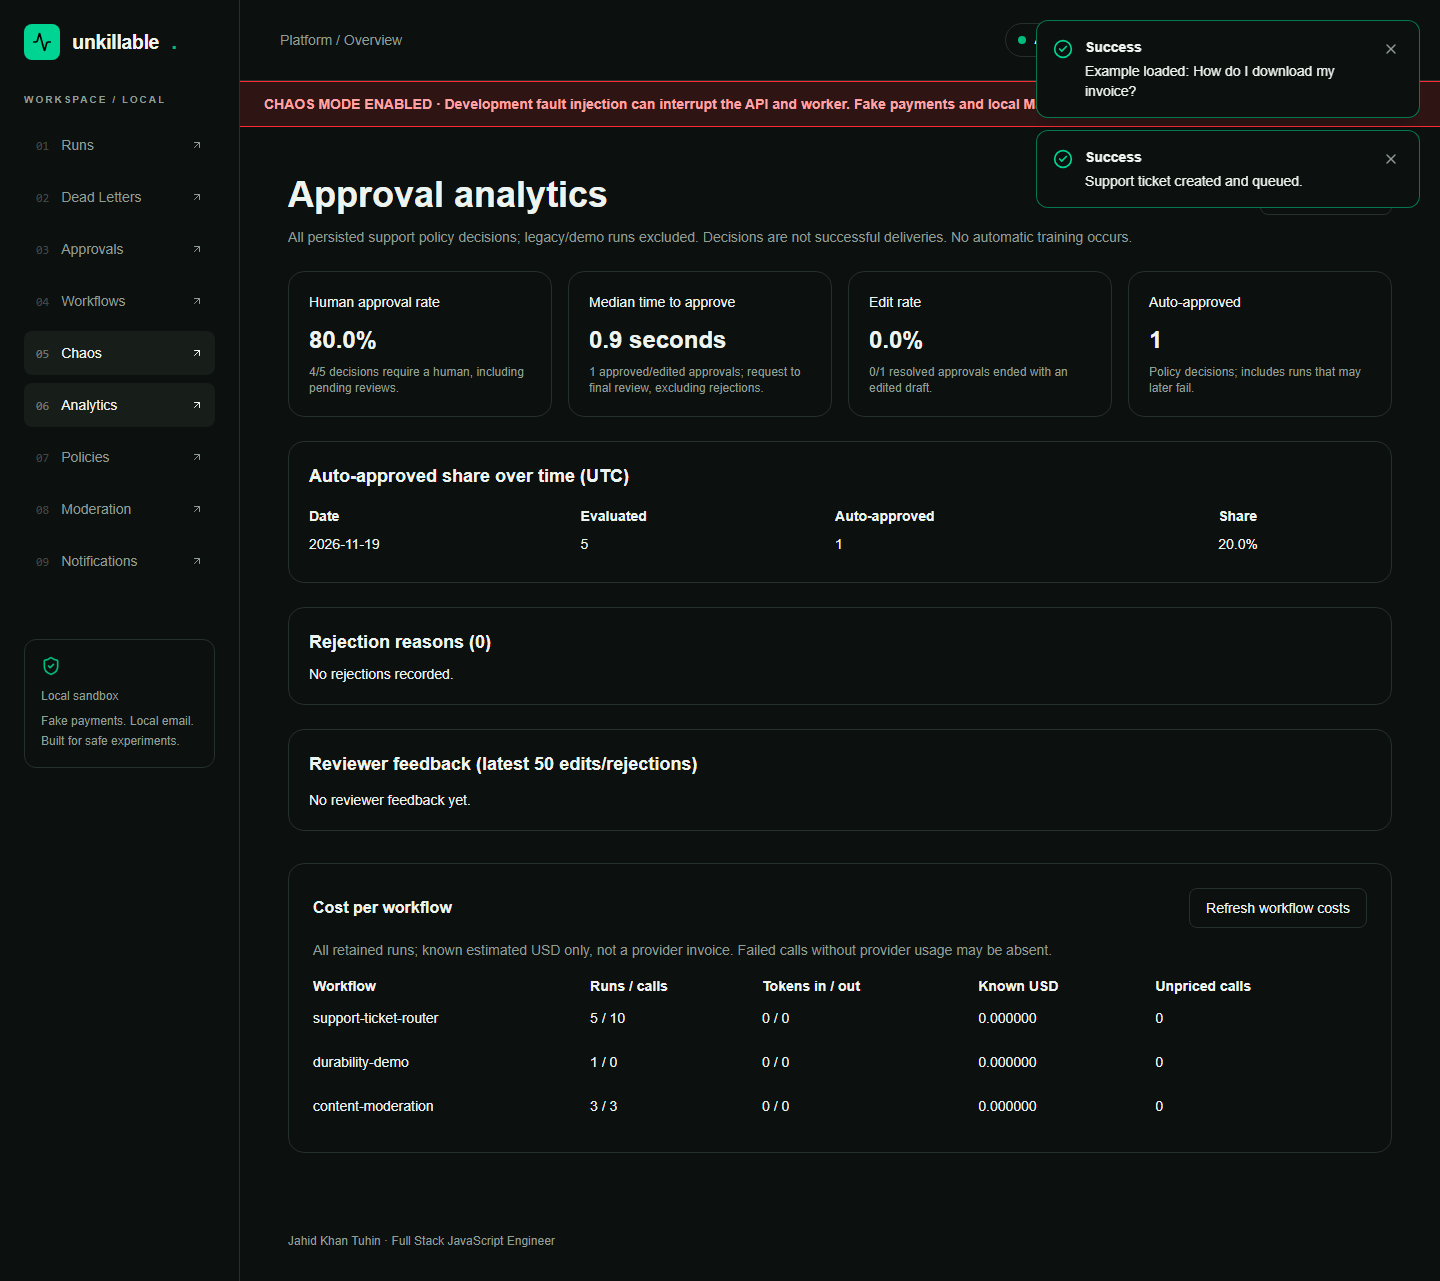 unkillable .
WORKSPACE / LOCAL
01 Runs
02 Dead Letters
03 Approvals
04 Workflows
05 Chaos
06 Analytics
07 Policies
08 Moderation
09 Notifications
Local sandbox
Fake payments. Local email.
Built for safe experiments.
Platform / Overview
CHAOS MODE ENABLED · Development fault injection can interrupt the API and worker. Fake payments and local
Success
Example loaded: How do I download my
invoice?
Success
Support ticket created and queued.
Approval analytics
All persisted support policy decisions; legacy/demo runs excluded. Decisions are not successful deliveries. No automatic training occurs.
Human approval rate
80.0%
4/5 decisions require a human, including
pending reviews.
Median time to approve
0.9 seconds
1 approved/edited approvals; request to
final review, excluding rejections.
Edit rate
0.0%
0/1 resolved approvals ended with an
edited draft.
Auto-approved
1
Policy decisions; includes runs that may
later fail.
Auto-approved share over time (UTC)
Date Evaluated Auto-approved Share
2026-11-19 5 1 20.0%
Rejection reasons (0)
No rejections recorded.
Reviewer feedback (latest 50 edits/rejections)
No reviewer feedback yet.
Cost per workflow
Refresh workflow costs
All retained runs; known estimated USD only, not a provider invoice. Failed calls without provider usage may be absent.
Workflow Runs / calls Tokens in / out Known USD Unpriced calls
support-ticket-router 5 / 10 0 / 0 0.000000 0
durability-demo 1 / 0 0 / 0 0.000000 0
content-moderation 3 / 3 0 / 0 0.000000 0
Jahid Khan Tuhin · Full Stack JavaScript Engineer